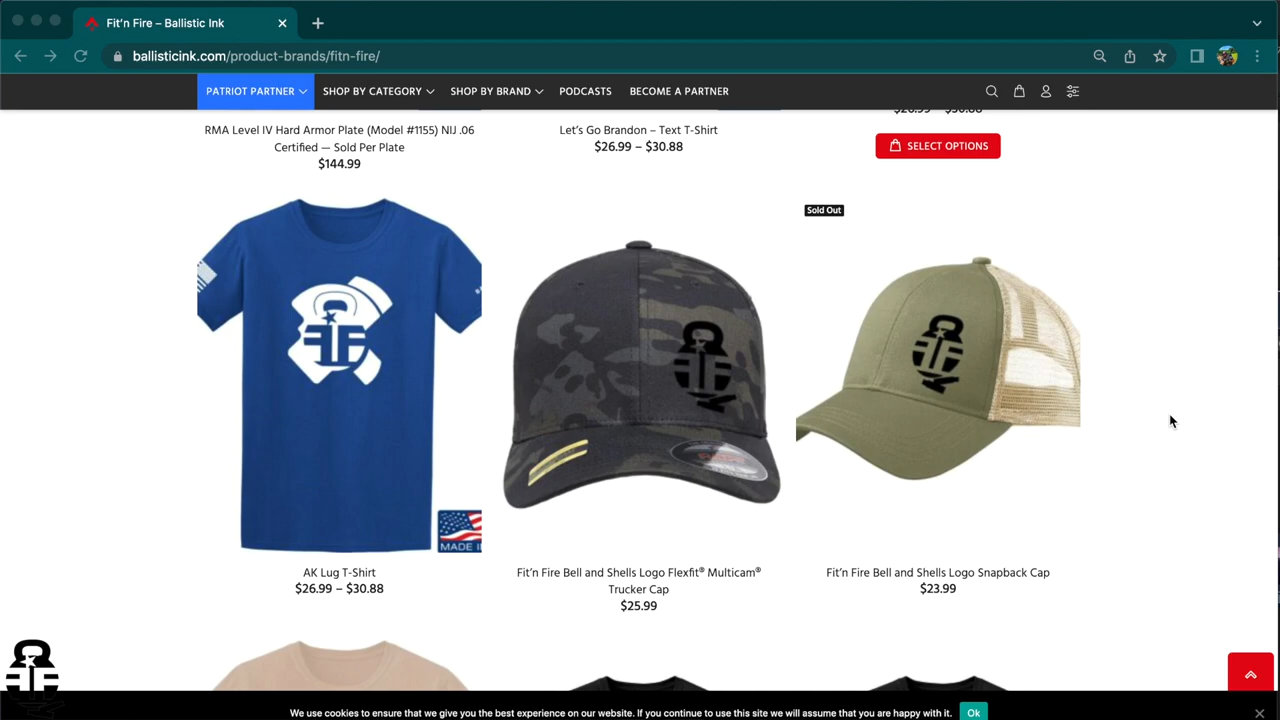 Fit'n Fire – Ballistic Ink
ballisticink.com/product-brands/fitn-fire/
PATRIOT PARTNER
SHOP BY CATEGORY
SHOP BY BRAND
PODCASTS
BECOME A PARTNER
RMA Level IV Hard Armor Plate (Model #1155) NIJ .06
Certified — Sold Per Plate
$144.99
Let's Go Brandon – Text T-Shirt
$26.99 – $30.88
$26.99 – $30.88
SELECT OPTIONS
Sold Out
MADE I
AK Lug T-Shirt
$26.99 – $30.88
Fit'n Fire Bell and Shells Logo Flexfit® Multicam®
Trucker Cap
$25.99
Fit'n Fire Bell and Shells Logo Snapback Cap
$23.99
We use cookies to ensure that we give you the best experience on our website. If you continue to use this site we will assume that you are happy with it.
Ok